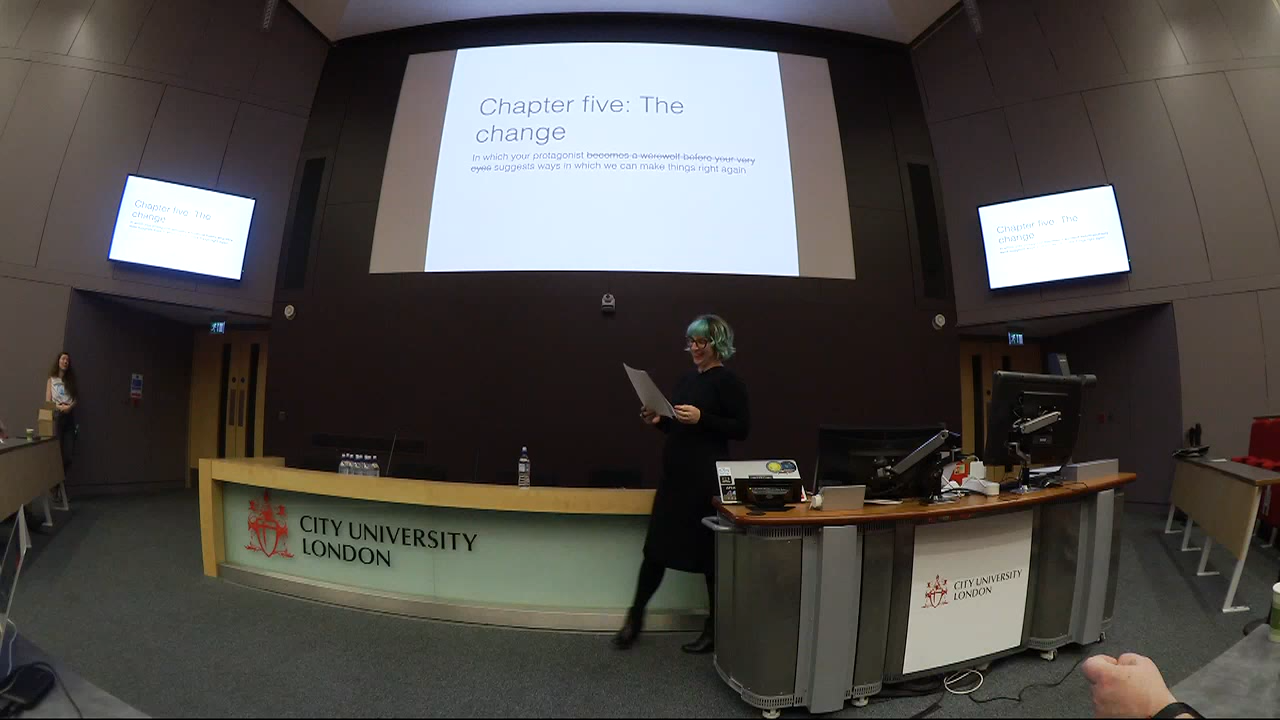 Chapter five: The
change
In which your protagonist becomes a werewolf before your very
eyes suggests ways in which we can make things right again
Chapter five: The
change
Chapter five: The
change
CITY UNIVERSITY
LONDON
CITY UNIVERSITY
LONDON